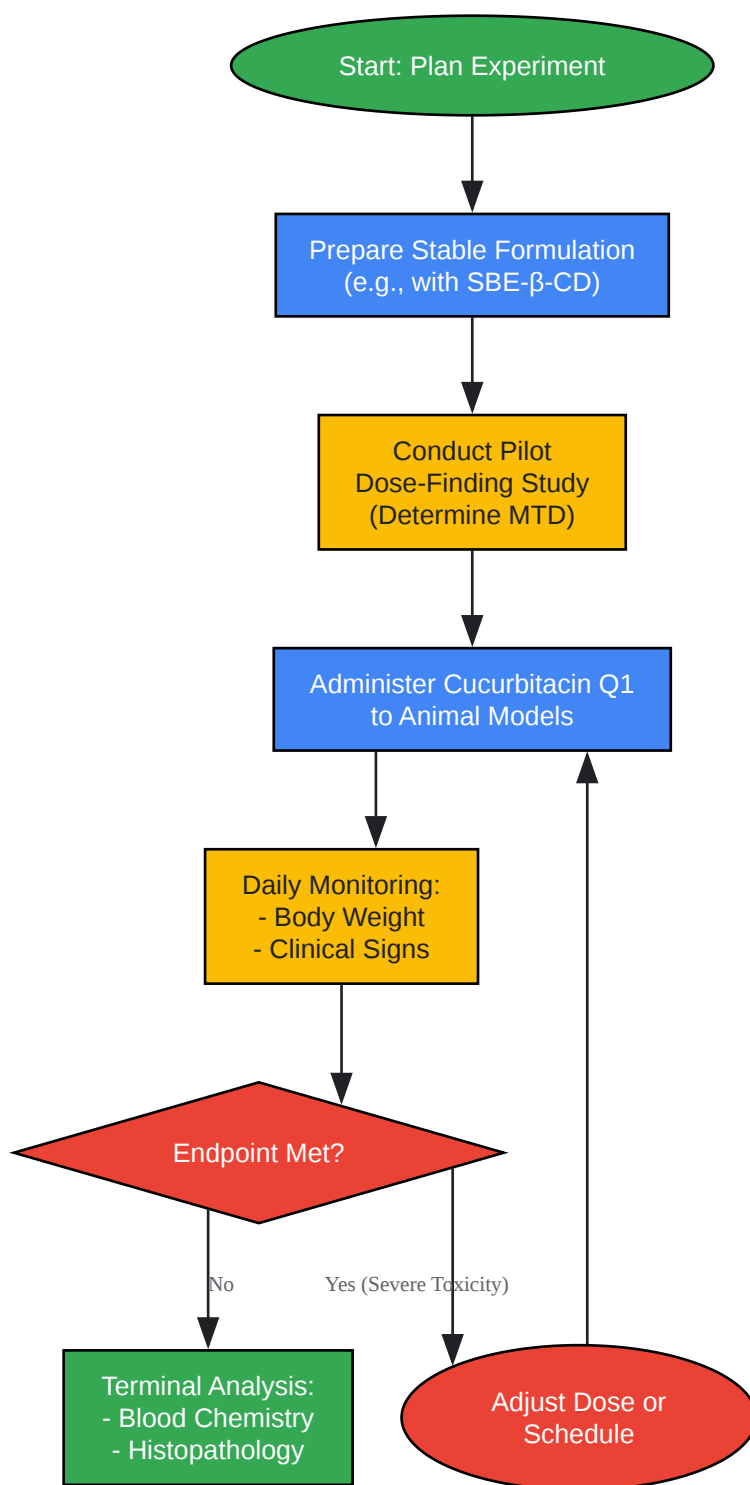 Start: Plan Experiment
Prepare Stable Formulation
(e.g., with SBE-β-CD)
Conduct Pilot
Dose-Finding Study
(Determine MTD)
Administer Cucurbitacin Q1
to Animal Models
Daily Monitoring:
- Body Weight
- Clinical Signs
Endpoint Met?
No
Yes (Severe Toxicity)
Terminal Analysis:
- Blood Chemistry
- Histopathology
Adjust Dose or
Schedule